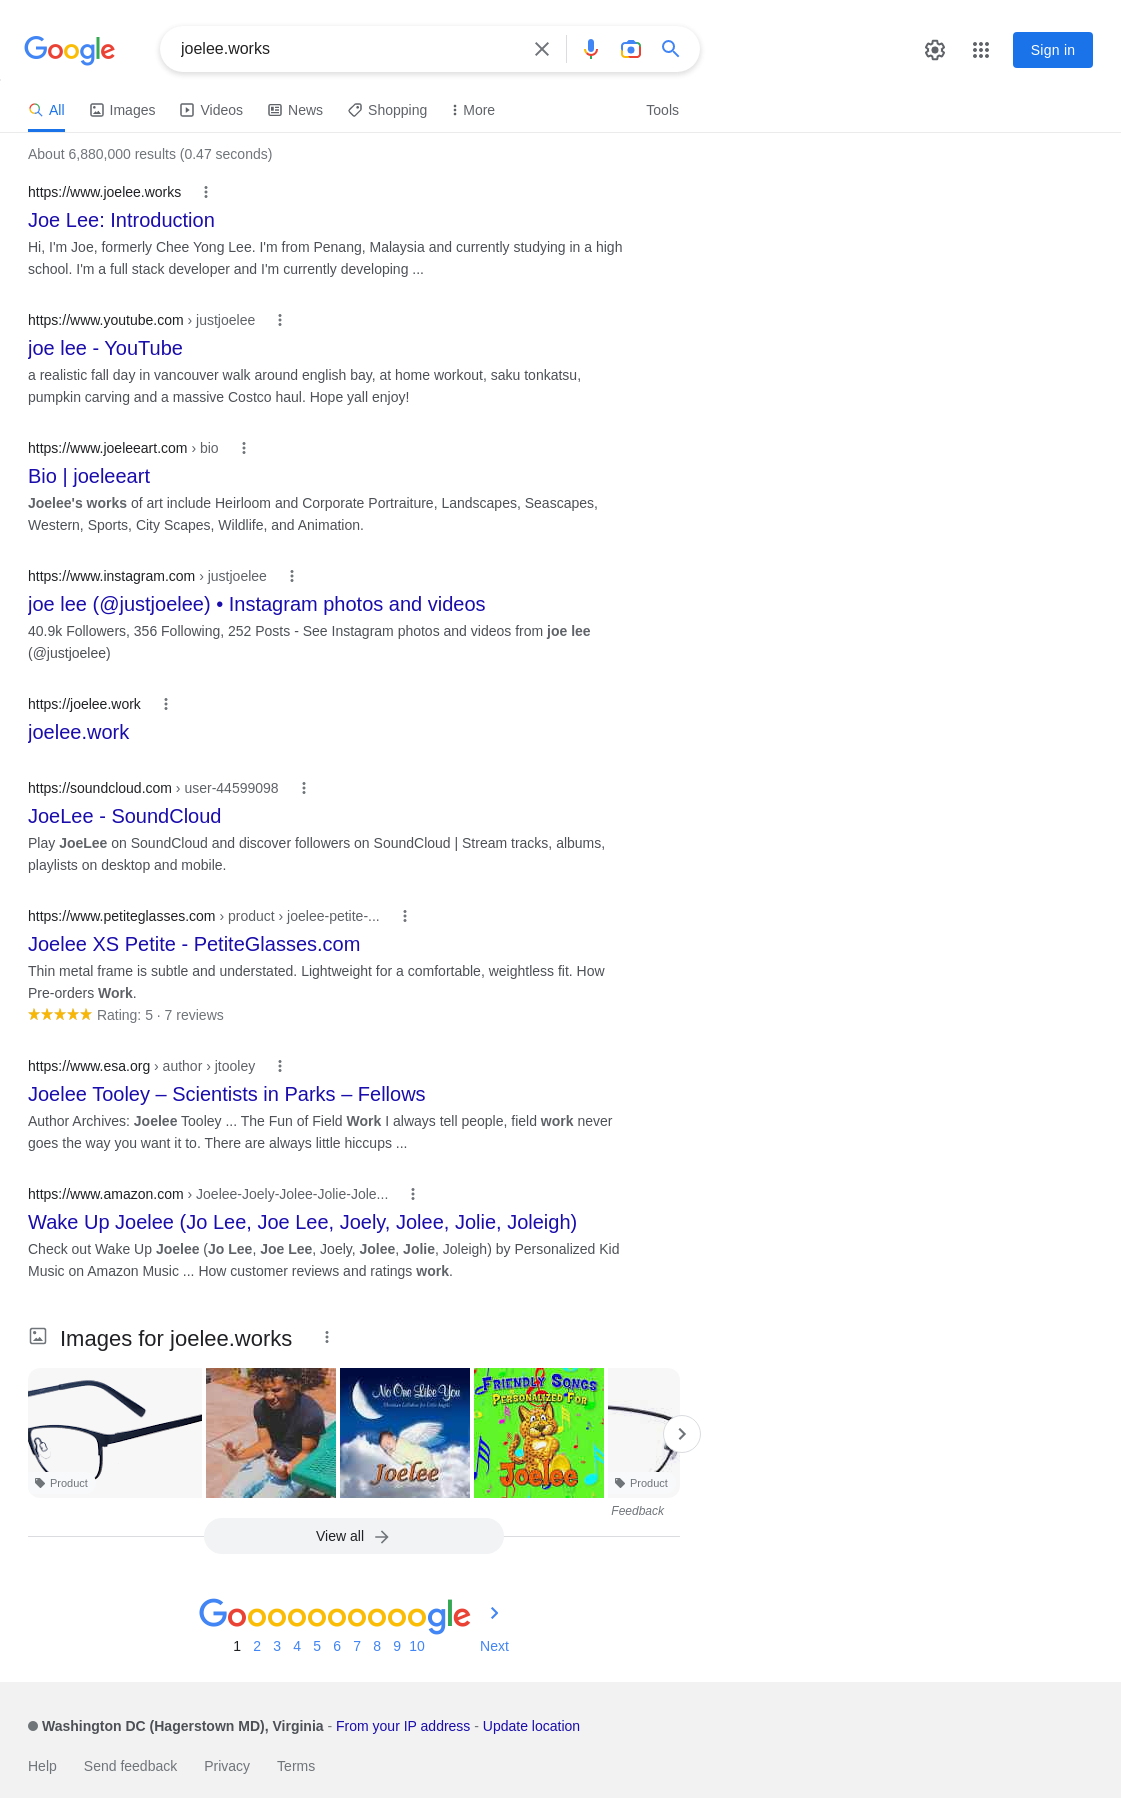 Google
joelee.works
Sign in
All Images Videos News Shopping More Tools
About 6,880,000 results (0.47 seconds)
https://www.joelee.works
Joe Lee: Introduction
Hi, I'm Joe, formerly Chee Yong Lee. I'm from Penang, Malaysia and currently studying in a high
school. I'm a full stack developer and I'm currently developing ...
https://www.youtube.com › justjoelee
joe lee - YouTube
a realistic fall day in vancouver walk around english bay, at home workout, saku tonkatsu,
pumpkin carving and a massive Costco haul. Hope yall enjoy!
https://www.joeleeart.com › bio
Bio | joeleeart
Joelee's works of art include Heirloom and Corporate Portraiture, Landscapes, Seascapes,
Western, Sports, City Scapes, Wildlife, and Animation.
https://www.instagram.com › justjoelee
joe lee (@justjoelee) • Instagram photos and videos
40.9k Followers, 356 Following, 252 Posts - See Instagram photos and videos from joe lee
(@justjoelee)
https://joelee.work
joelee.work
https://soundcloud.com › user-44599098
JoeLee - SoundCloud
Play JoeLee on SoundCloud and discover followers on SoundCloud | Stream tracks, albums,
playlists on desktop and mobile.
https://www.petiteglasses.com › product › joelee-petite-...
Joelee XS Petite - PetiteGlasses.com
Thin metal frame is subtle and understated. Lightweight for a comfortable, weightless fit. How
Pre-orders Work.
Rating: 5 · 7 reviews
https://www.esa.org › author › jtooley
Joelee Tooley – Scientists in Parks – Fellows
Author Archives: Joelee Tooley ... The Fun of Field Work I always tell people, field work never
goes the way you want it to. There are always little hiccups ...
https://www.amazon.com › Joelee-Joely-Jolee-Jolie-Jole...
Wake Up Joelee (Jo Lee, Joe Lee, Joely, Jolee, Jolie, Joleigh)
Check out Wake Up Joelee (Jo Lee, Joe Lee, Joely, Jolee, Jolie, Joleigh) by Personalized Kid
Music on Amazon Music ... How customer reviews and ratings work.
Images for joelee.works
Product
No One Like You
Christian Lullabies for Little Angels
Joelee
FRIENDLY SONGS
PERSONALIZED FOR
Joelee
Product
Feedback
View all
Goooooooooogle
1 2 3 4 5 6 7 8 9 10 Next
Washington DC (Hagerstown MD), Virginia - From your IP address - Update location
Help Send feedback Privacy Terms